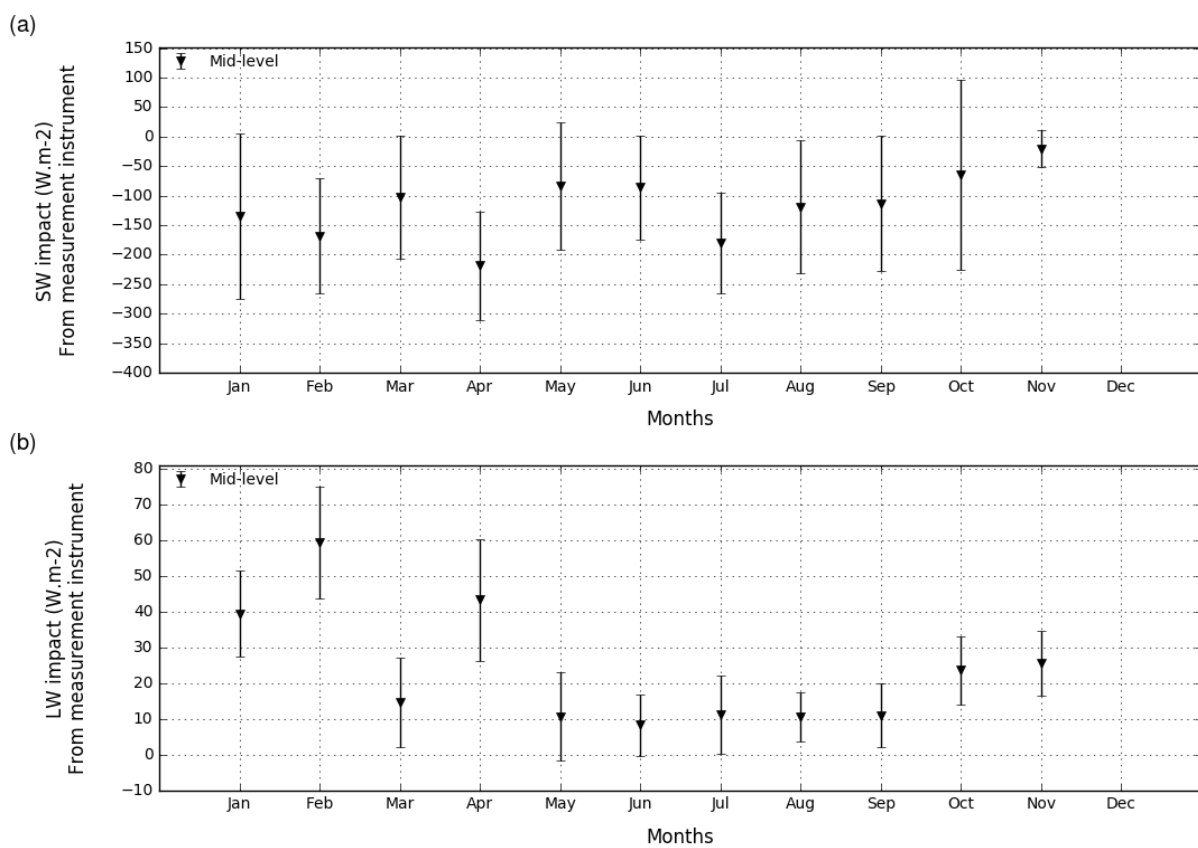 (a)
150
100
50
0
−50
−100
−150
−200
−250
−300
−350
−400
SW impact (W.m-2)
From measurement instrument
Mid-level
Jan Feb Mar Apr May Jun Jul Aug Sep Oct Nov Dec
Months
(b)
80
70
60
50
40
30
20
10
0
−10
LW impact (W.m-2)
From measurement instrument
Mid-level
Jan Feb Mar Apr May Jun Jul Aug Sep Oct Nov Dec
Months